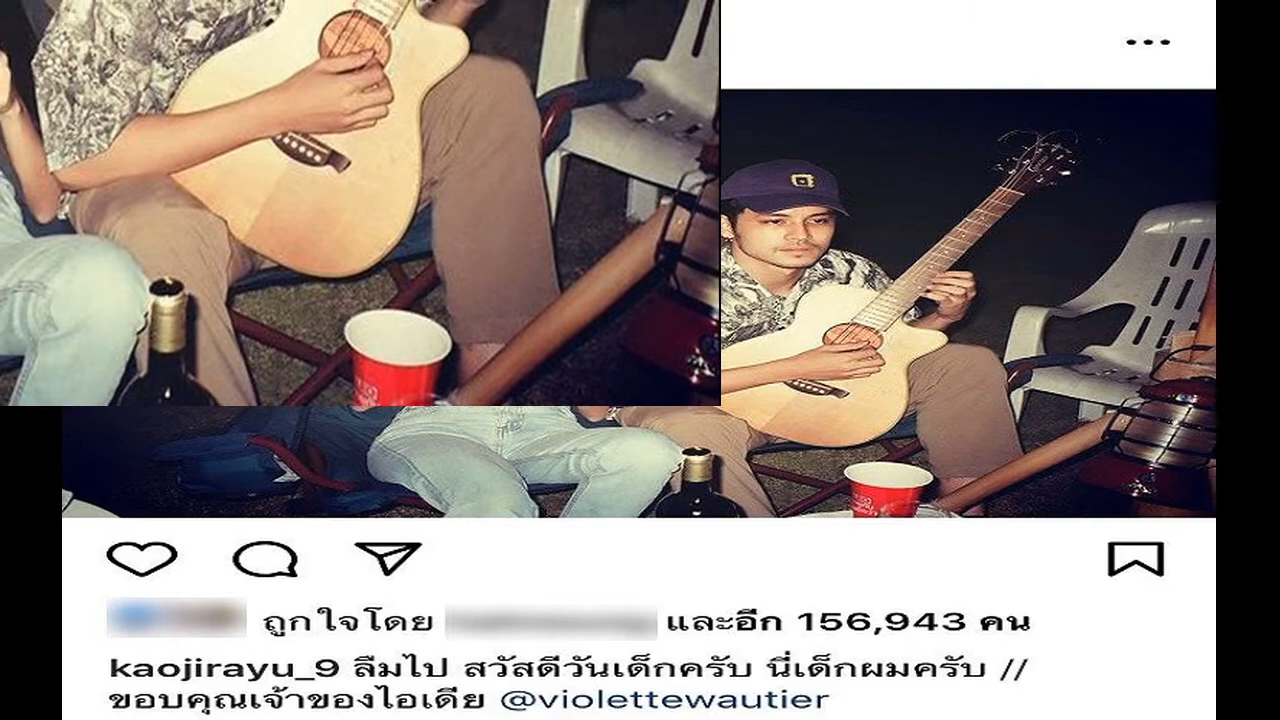 ถูกใจโดย และอีก 156,943 คน
kaojirayu_9 ลืมไป สวัสดีวันเด็กครับ นี่เด็กผมครับ //
ขอบคุณเจ้าของไอเดีย @violettewautier